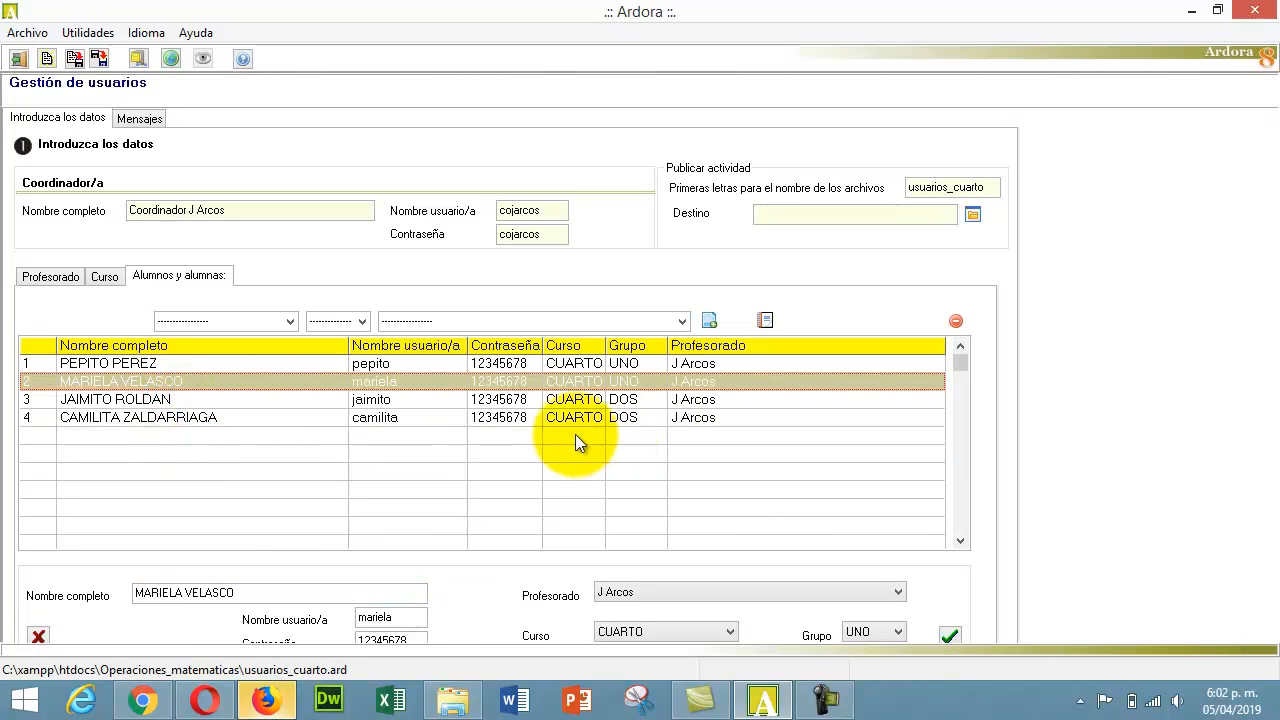 .:: Ardora ::.
Archivo Utilidades Idioma Ayuda
Ardora 8
Gestión de usuarios
Introduzca los datos Mensajes
1 Introduzca los datos
Publicar actividad
Coordinador/a
Primeras letras para el nombre de los archivos usuarios_cuarto
Nombre completo Coordinador J Arcos Nombre usuario/a cojarcos
Destino
Contraseña cojarcos
Profesorado Curso Alumnos y alumnas:
---------------- ------------- ----------------
Nombre completo Nombre usuario/a Contraseña Curso Grupo Profesorado
1 PEPITO PEREZ pepito 12345678 CUARTO UNO J Arcos
2 MARIELA VELASCO mariela 12345678 CUARTO UNO J Arcos
3 JAIMITO ROLDAN jaimito 12345678 CUARTO DOS J Arcos
4 CAMILITA ZALDARRIAGA camilita 12345678 CUARTO DOS J Arcos
Nombre completo MARIELA VELASCO Profesorado J Arcos
Nombre usuario/a mariela
Curso CUARTO Grupo UNO
Contraseña 12345678
C:\xampp\htdocs\Operaciones_matematicas\usuarios_cuarto.ard
6:02 p. m.
05/04/2019